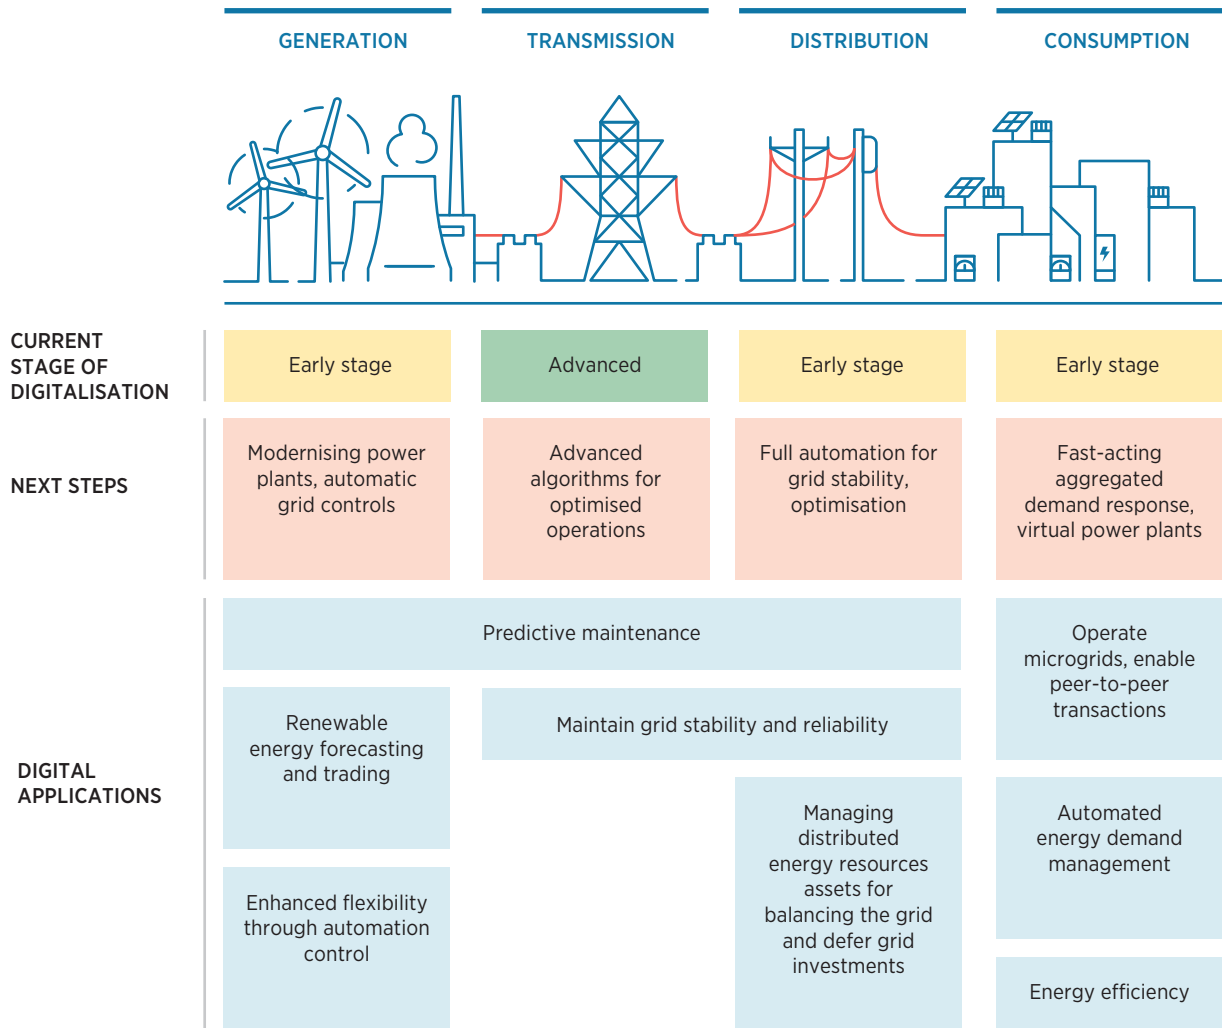 GENERATION
TRANSMISSION
DISTRIBUTION
CONSUMPTION
CURRENT
STAGE OF
DIGITALISATION
Early stage
Advanced
Early stage
Early stage
NEXT STEPS
Modernising power
plants, automatic
grid controls
Advanced
algorithms for
optimised
operations
Full automation for
grid stability,
optimisation
Fast-acting
aggregated
demand response,
virtual power plants
DIGITAL
APPLICATIONS
Predictive maintenance
Operate
microgrids, enable
peer-to-peer
transactions
Renewable
energy forecasting
and trading
Maintain grid stability and reliability
Managing
distributed
energy resources
assets for
balancing the grid
and defer grid
investments
Automated
energy demand
management
Enhanced flexibility
through automation
control
Energy efficiency